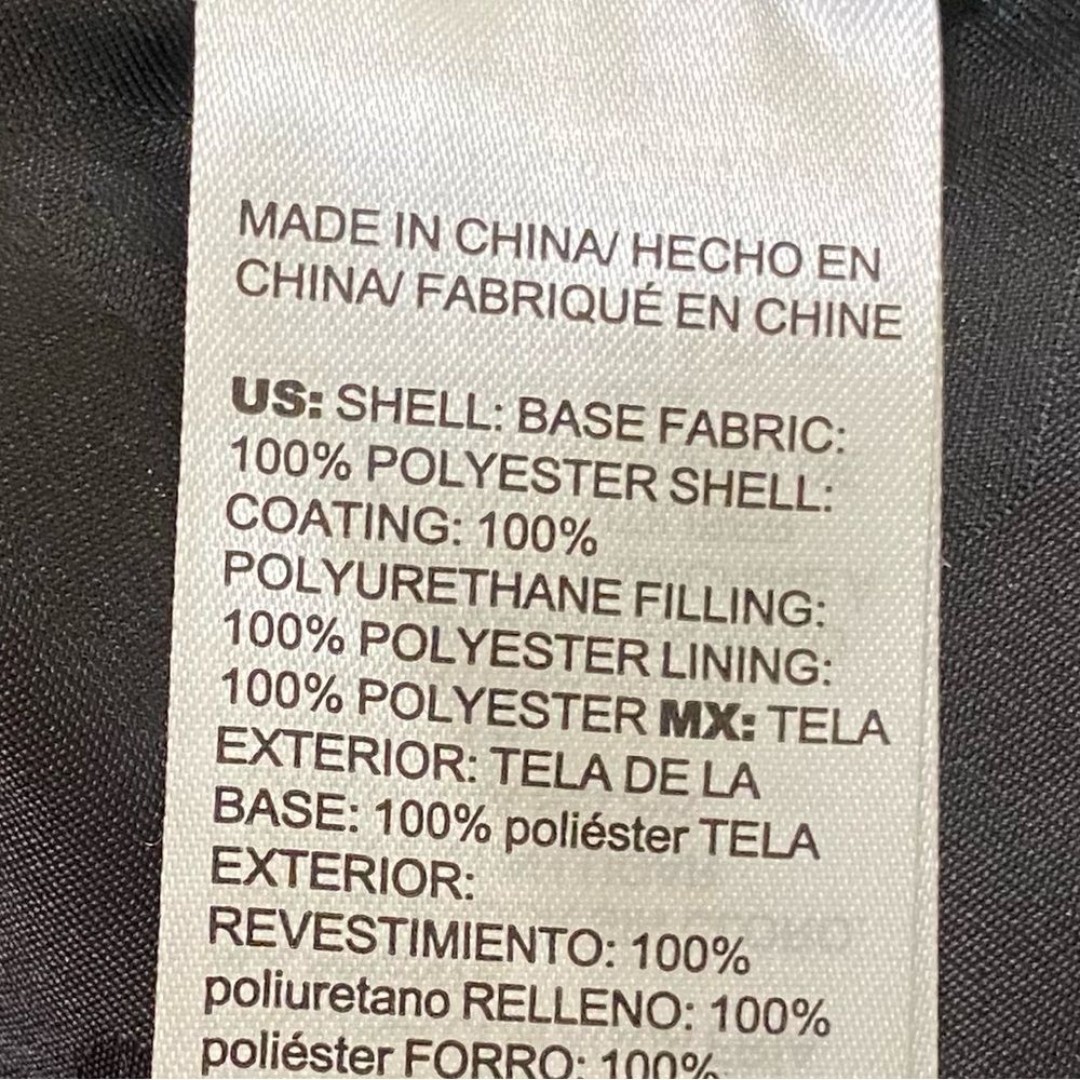 MADE IN CHINA/ HECHO EN
CHINA/ FABRIQUÉ EN CHINE
US: SHELL: BASE FABRIC:
100% POLYESTER SHELL:
COATING: 100%
POLYURETHANE FILLING:
100% POLYESTER LINING:
100% POLYESTER MX: TELA
EXTERIOR: TELA DE LA
BASE: 100% poliéster TELA
EXTERIOR:
REVESTIMIENTO: 100%
poliuretano RELLENO: 100%
poliéster FORRO: 100%